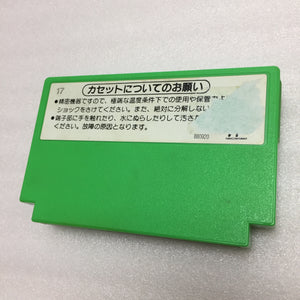 17
カセットについてのお願い
●精密機器ですので、極端な温度条件下での使用や保管
ショックをさけてください。また、絶対に分解しない
●端子部に手を触れたり、水にぬらしたりして汚さ
ください。故障の原因となります。